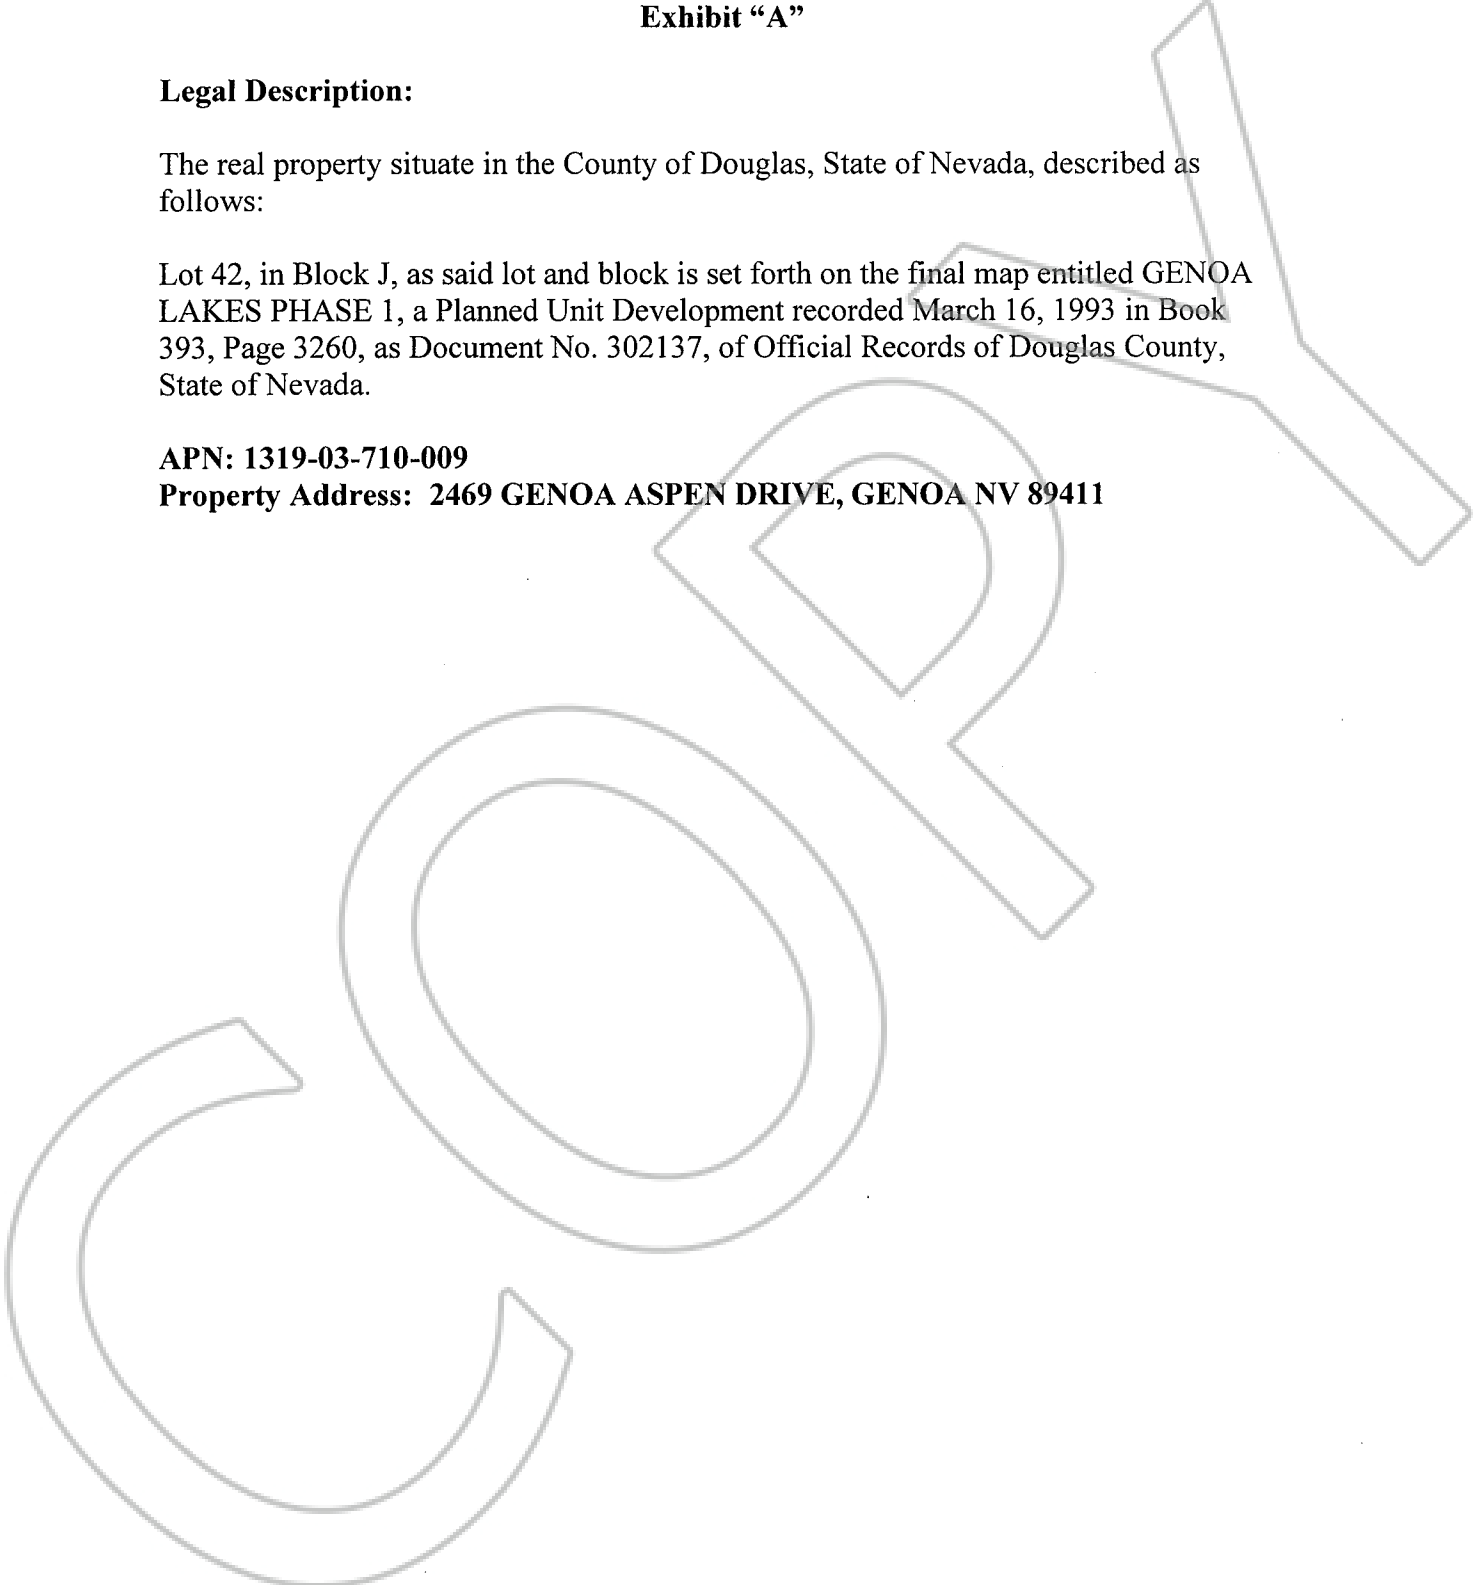 Exhibit “A”
Legal Description:
The real property situate in the County of Douglas, State of Nevada, described as
follows:
Lot 42, in Block J, as said lot and block is set forth on the final map entitled GENOA
LAKES PHASE 1, a Planned Unit Development recorded March 16, 1993 in Book
393, Page 3260, as Document No. 302137, of Official Records of Douglas County,
State of Nevada.
APN: 1319-03-710-009
Property Address: 2469 GENOA ASPEN DRIVE, GENOA NV 89411
COPY